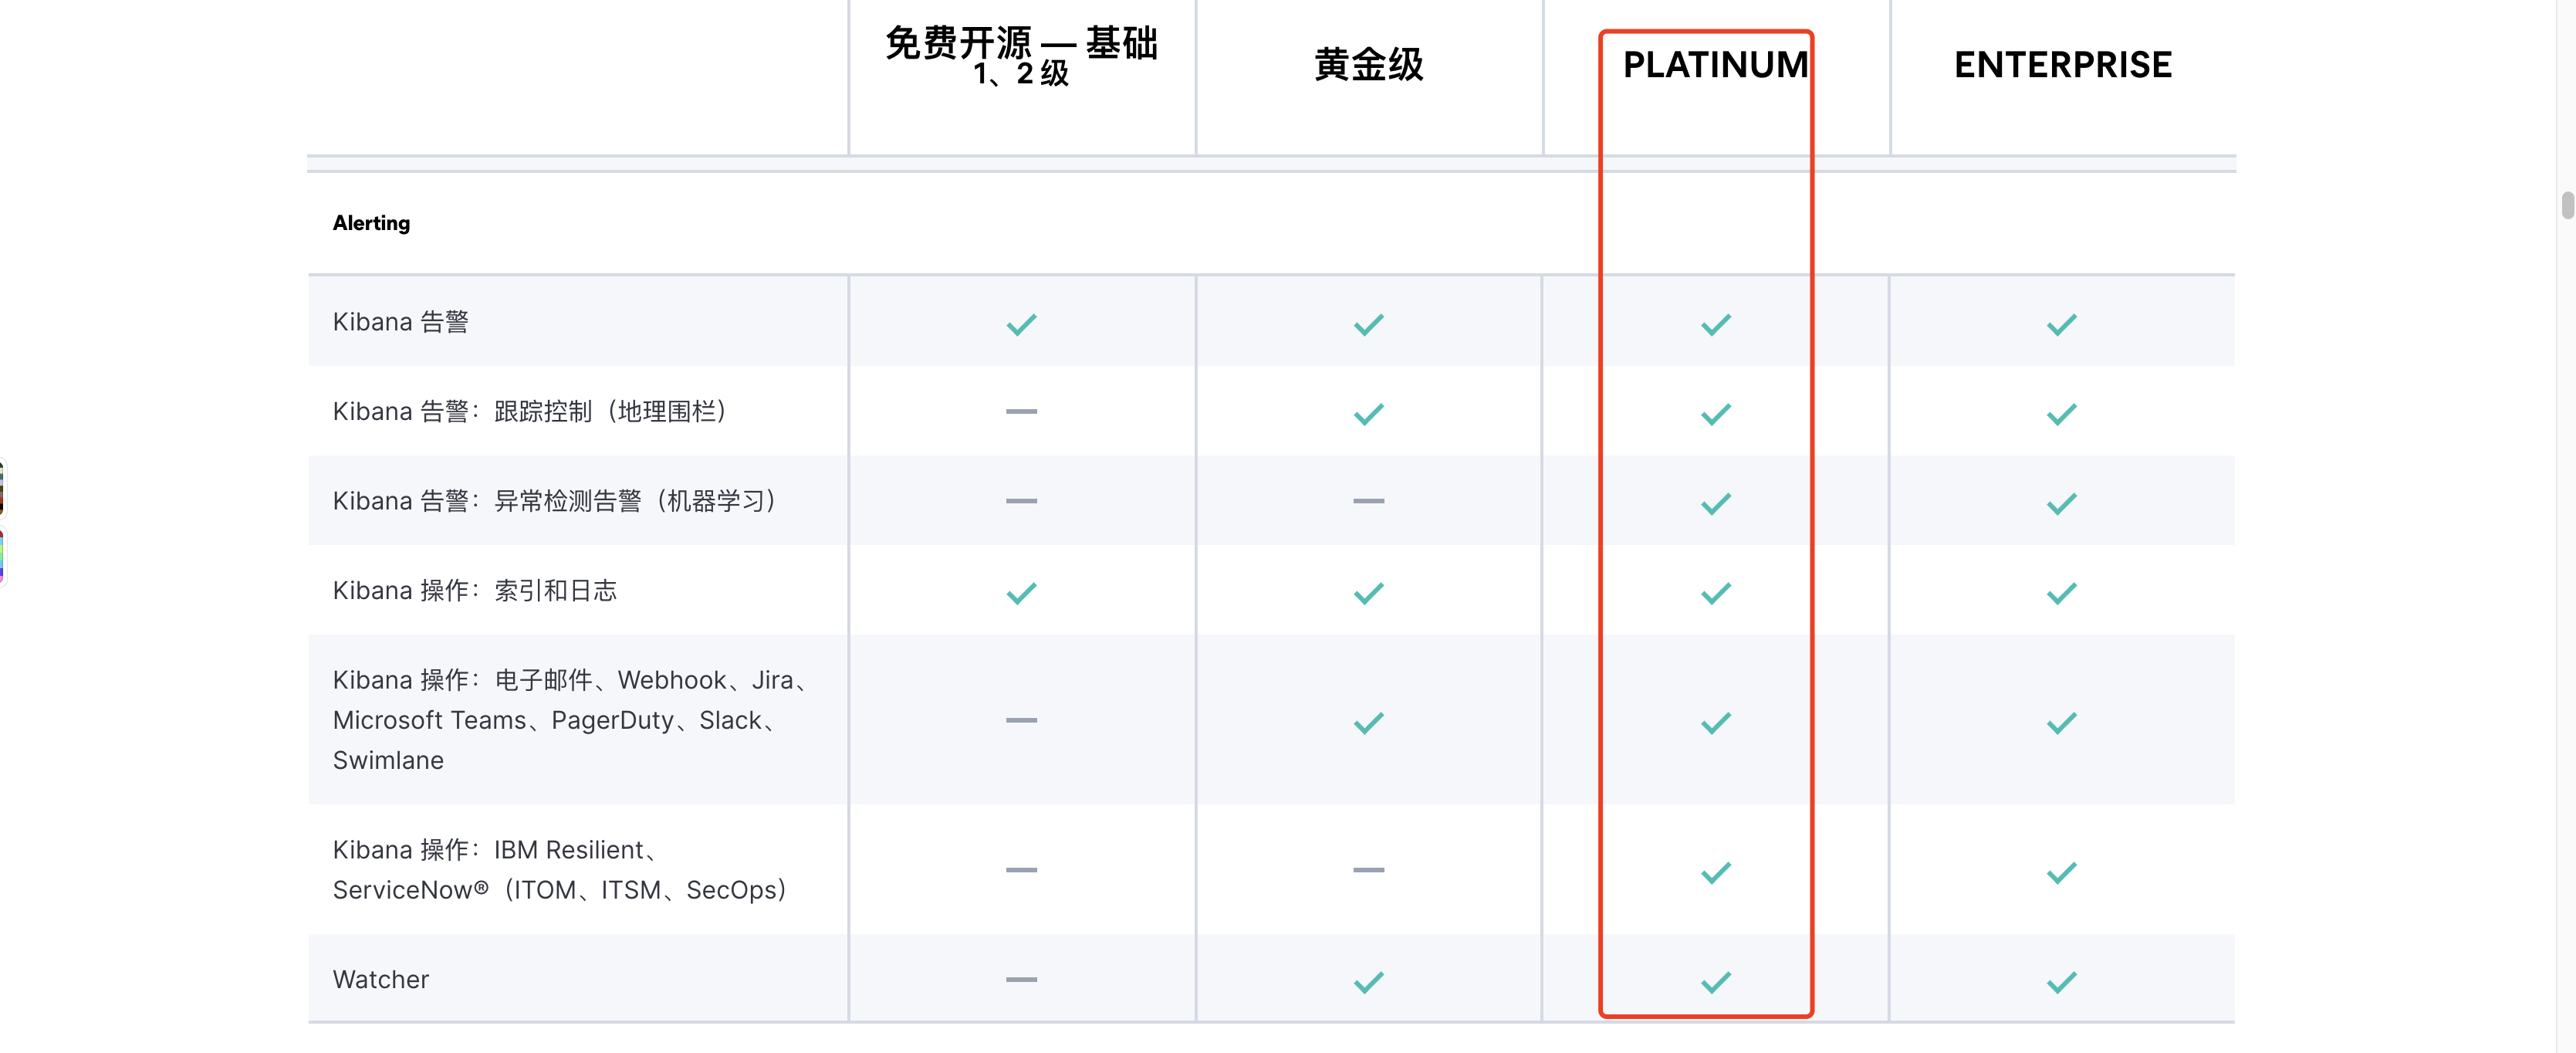 免费开源 — 基础
1、2 级
黄金级
PLATINUM
ENTERPRISE
Alerting
Kibana 告警
Kibana 告警：跟踪控制（地理围栏）
Kibana 告警：异常检测告警（机器学习）
Kibana 操作：索引和日志
Kibana 操作：电子邮件、Webhook、Jira、
Microsoft Teams、PagerDuty、Slack、
Swimlane
Kibana 操作：IBM Resilient、
ServiceNow®（ITOM、ITSM、SecOps）
Watcher